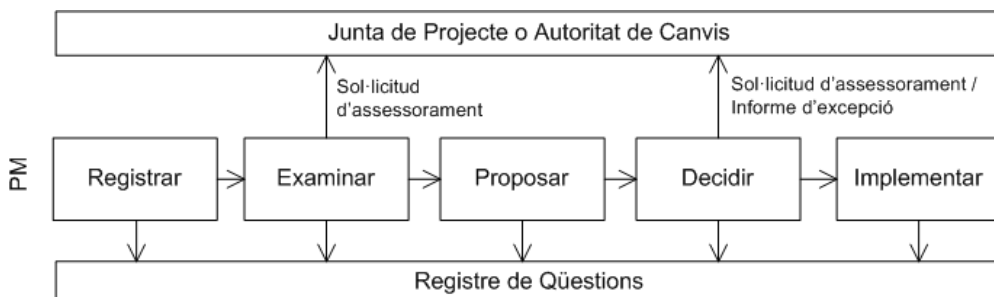 Junta de Projecte o Autoritat de Canvis
Sol·licitud
d'assessorament
Sol·licitud d'assessorament /
Informe d'excepció
PM
Registrar
Examinar
Proposar
Decidir
Implementar
Registre de Qüestions